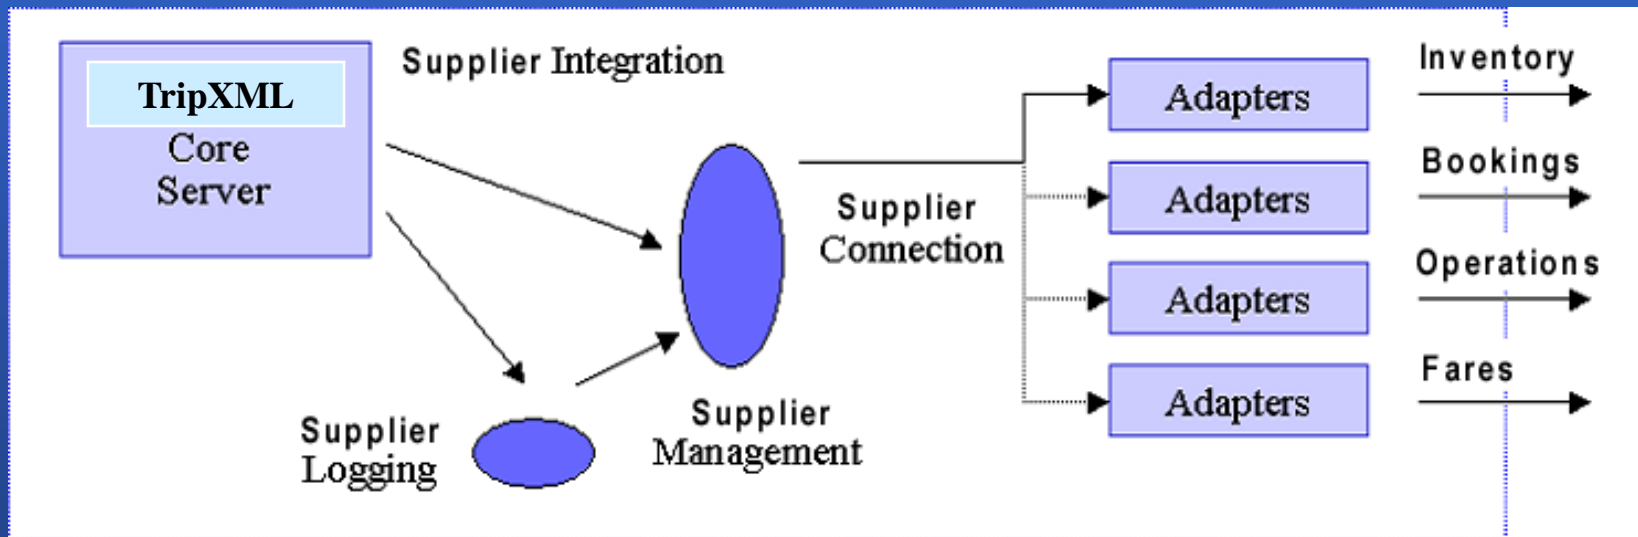 TripXML
Core
Server
Supplier Integration
Supplier
Logging
Supplier
Management
Supplier
Connection
Adapters
Adapters
Adapters
Adapters
Inventory
Bookings
Operations
Fares